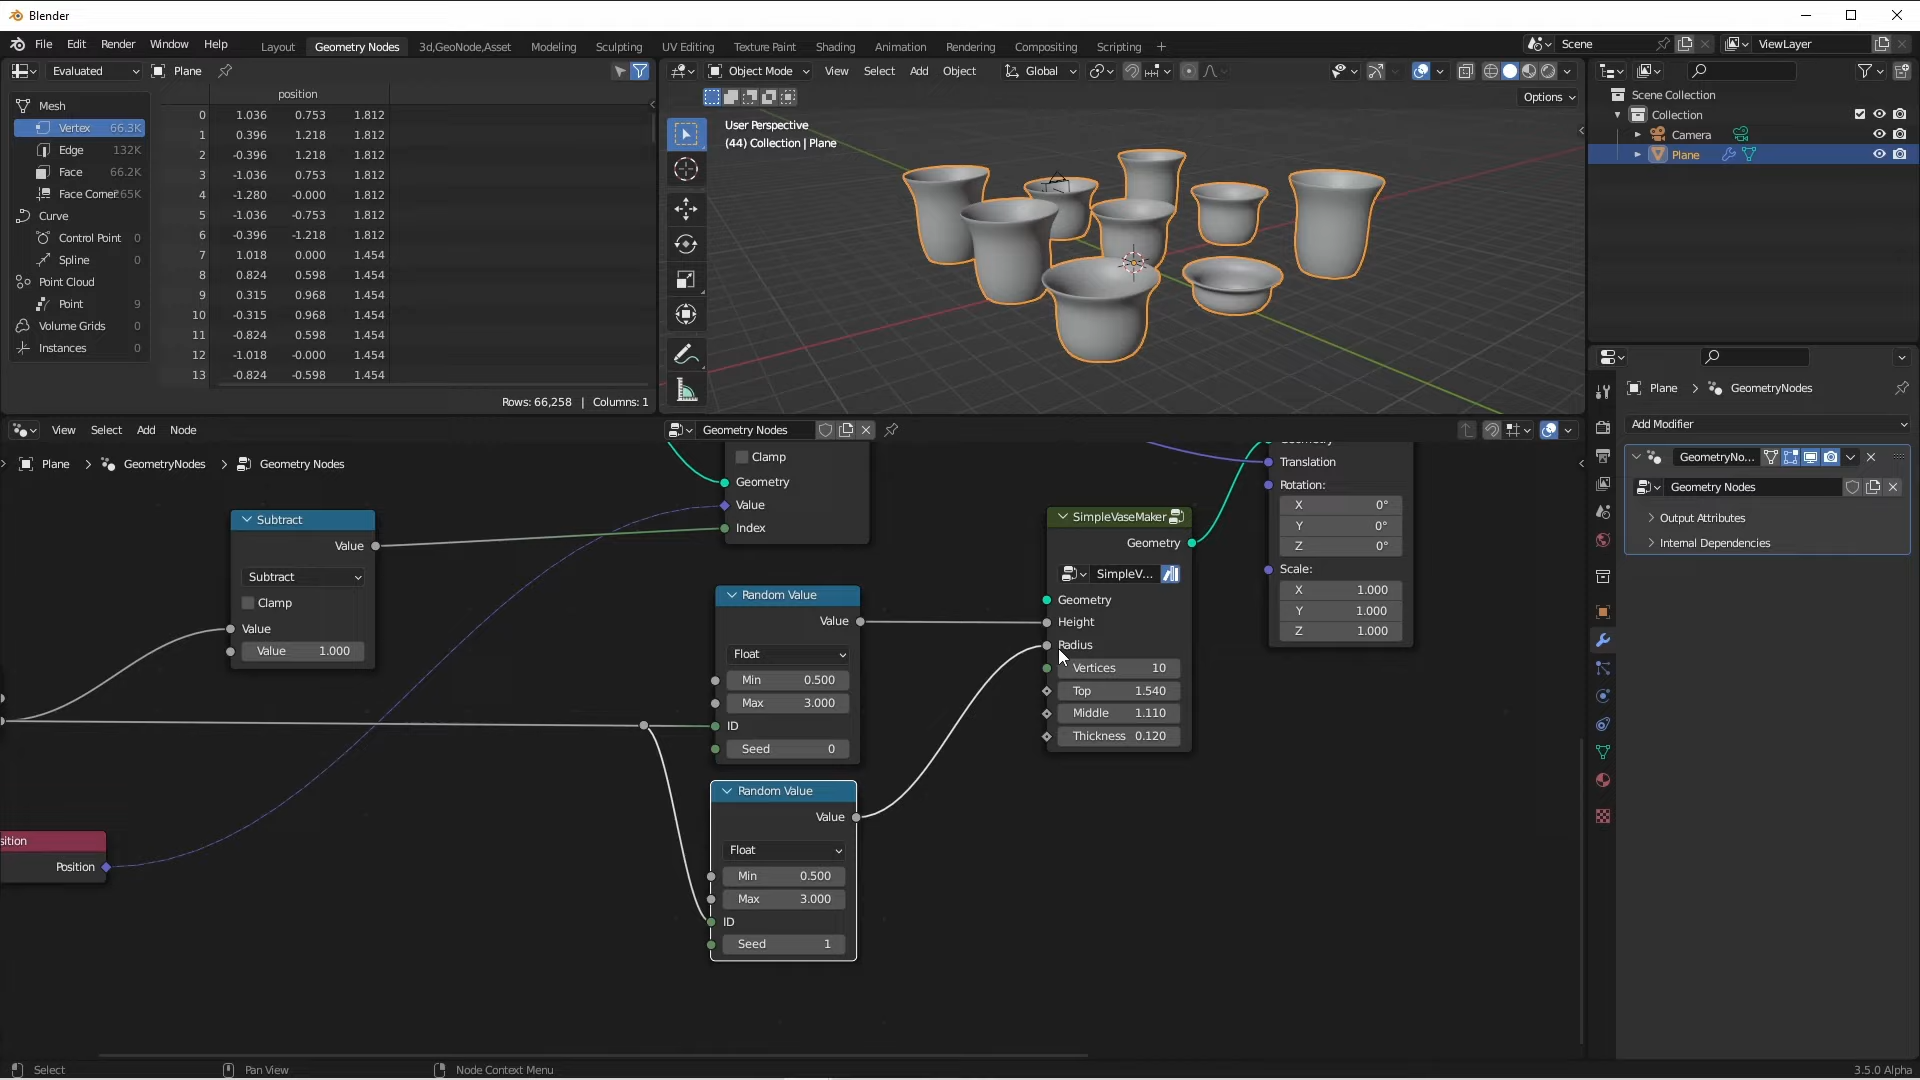 Blender
File Edit Render Window Help Layout Geometry Nodes 3d,GeoNode,Asset Modeling Sculpting UV Editing Texture Paint Shading Animation Rendering Compositing Scripting + Scene ViewLayer
Evaluated Plane
Mesh
Vertex 66.3K
Edge 132K
Face 66.2K
Face Corner 265K
Curve
Control Point 0
Spline 0
Point Cloud
Point 9
Volume Grids 0
Instances 0
position
0 1.036 0.753 1.812
1 0.396 1.218 1.812
2 -0.396 1.218 1.812
3 -1.036 0.753 1.812
4 -1.280 -0.000 1.812
5 -1.036 -0.753 1.812
6 -0.396 -1.218 1.812
7 1.018 0.000 1.454
8 0.824 0.598 1.454
9 0.315 0.968 1.454
10 -0.315 0.968 1.454
11 -0.824 0.598 1.454
12 -1.018 -0.000 1.454
13 -0.824 -0.598 1.454
Rows: 66,258 | Columns: 1
Object Mode View Select Add Object Global
Options
User Perspective
(44) Collection | Plane
Scene Collection
Collection
Camera
Plane
Plane > GeometryNodes
Add Modifier
GeometryNo...
Geometry Nodes
Output Attributes
Internal Dependencies
View Select Add Node Geometry Nodes
Plane > GeometryNodes > Geometry Nodes
Subtract
Value
Subtract
Clamp
Value
Value 1.000
sition
Position
Clamp
Geometry
Value
Index
Random Value
Value
Float
Min 0.500
Max 3.000
ID
Seed 0
Random Value
Value
Float
Min 0.500
Max 3.000
ID
Seed 1
SimpleVaseMaker
Geometry
SimpleV...
Geometry
Height
Radius
Vertices 10
Top 1.540
Middle 1.110
Thickness 0.120
Translation
Rotation:
X 0°
Y 0°
Z 0°
Scale:
X 1.000
Y 1.000
Z 1.000
Select Pan View Node Context Menu 3.5.0 Alpha